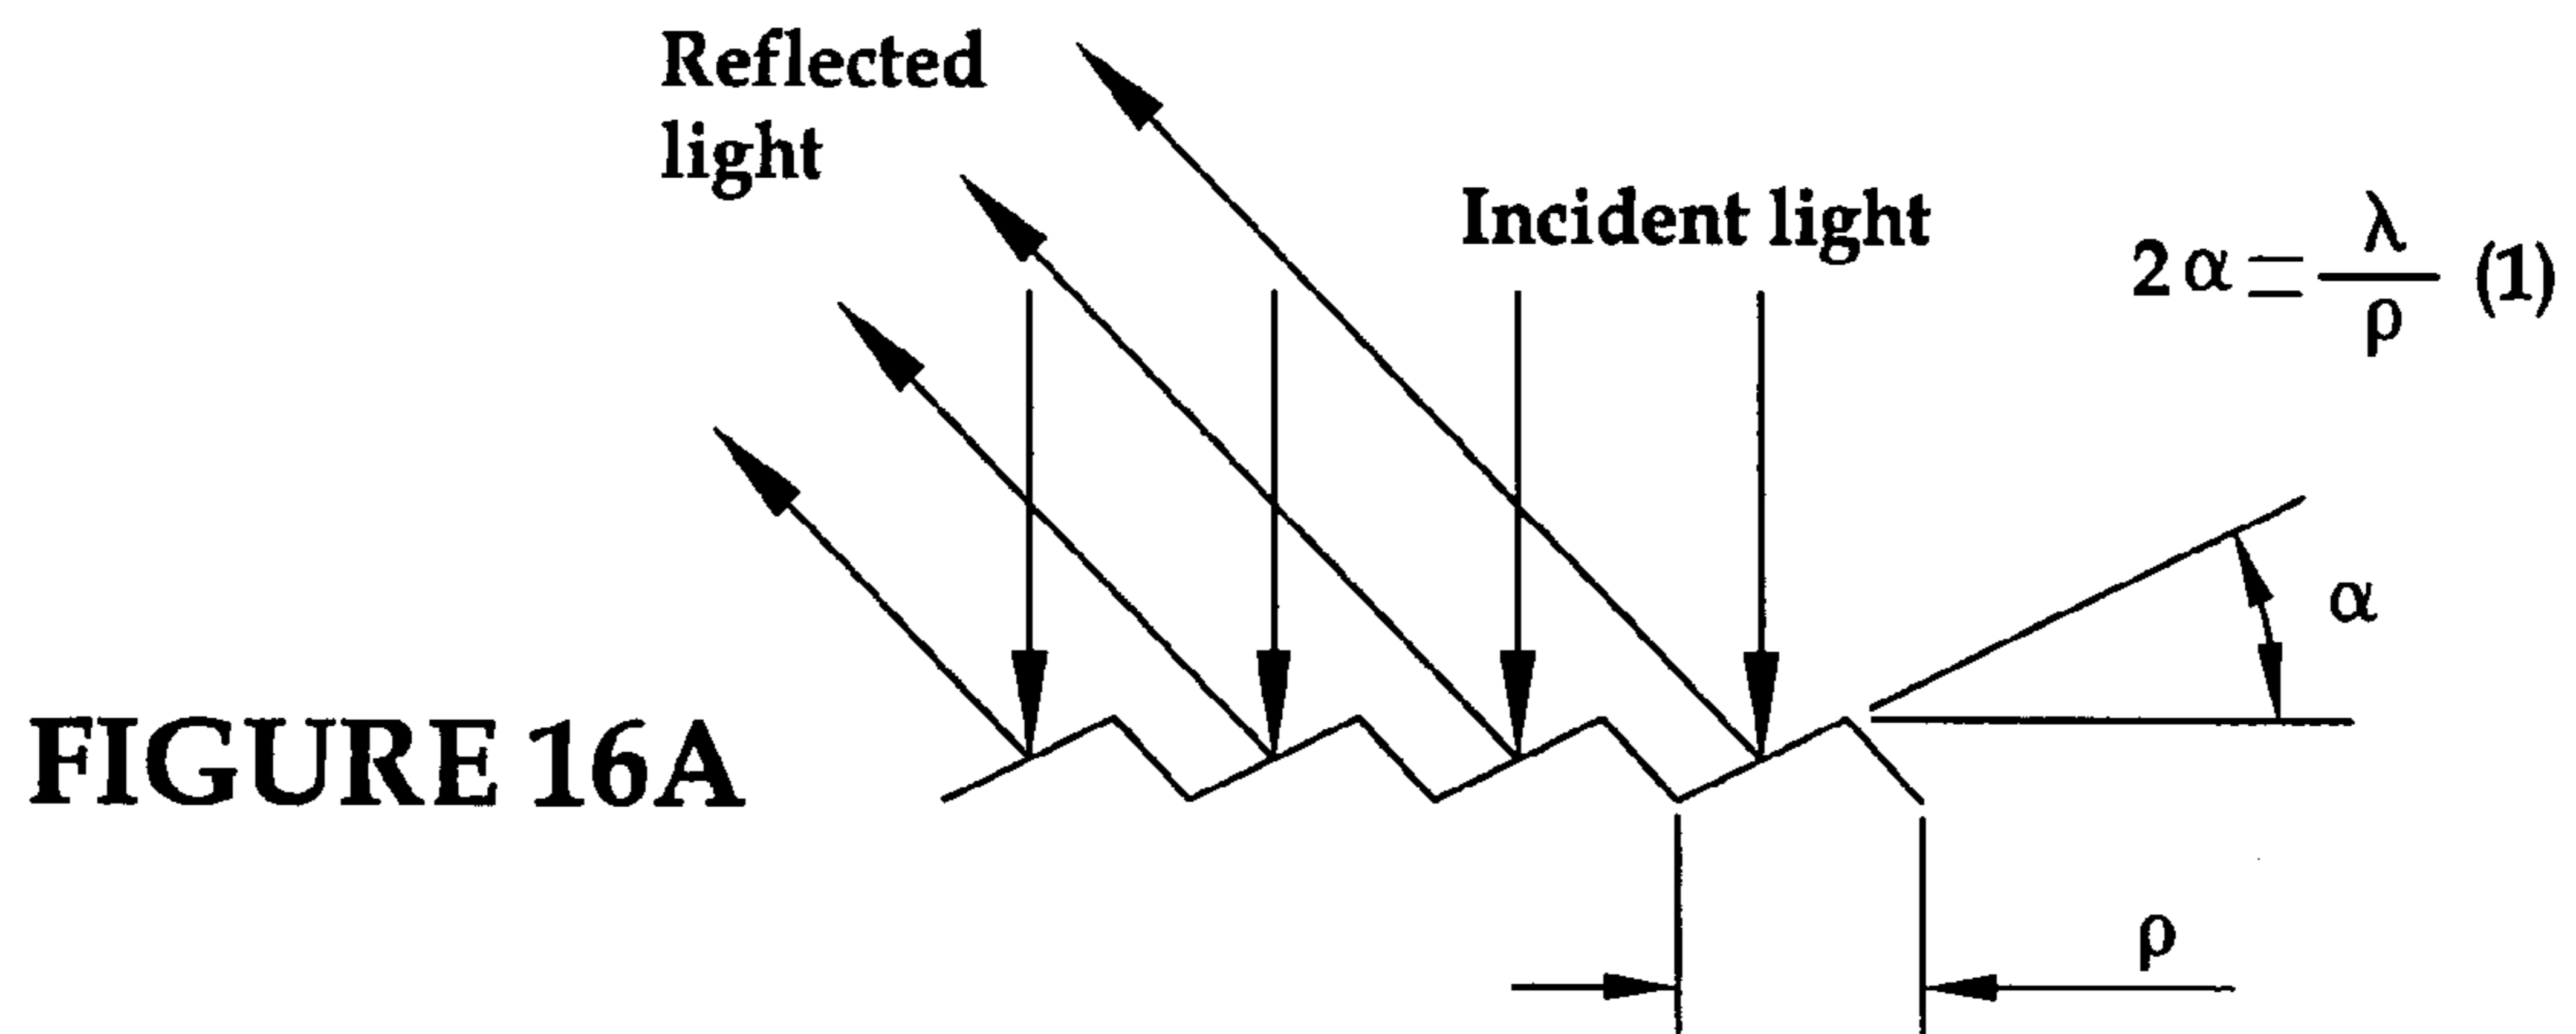 Reflected
light
Incident light
2α = λ/ρ (1)
α
FIGURE 16A
ρ